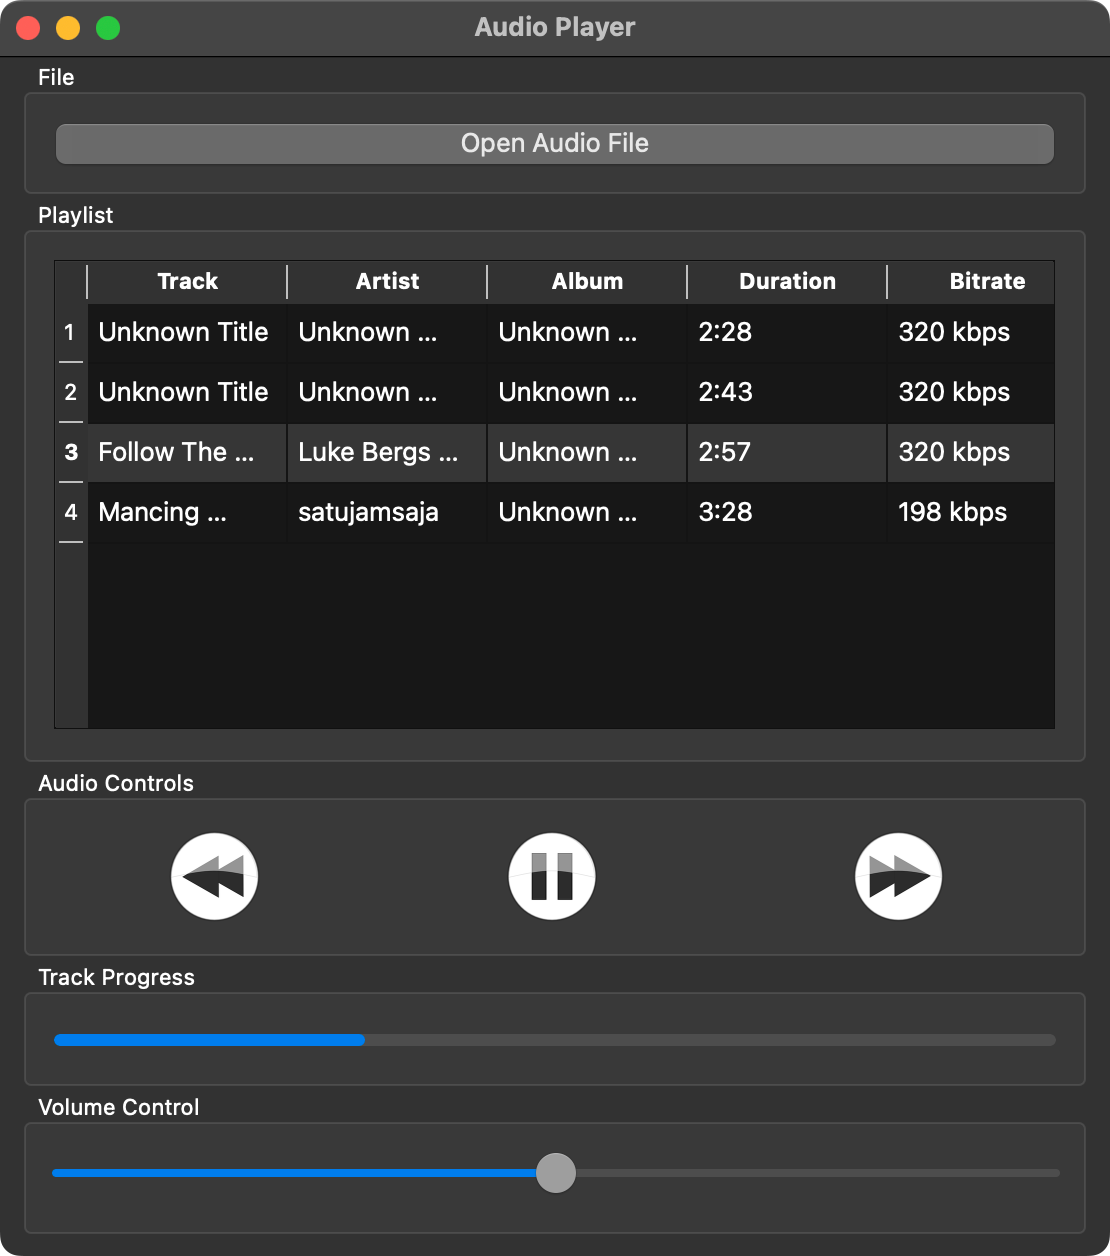 Audio Player
File
Open Audio File
Playlist
Track Artist Album Duration Bitrate
1 Unknown Title Unknown ... Unknown ... 2:28 320 kbps
2 Unknown Title Unknown ... Unknown ... 2:43 320 kbps
3 Follow The ... Luke Bergs ... Unknown ... 2:57 320 kbps
4 Mancing ... satujamsaja Unknown ... 3:28 198 kbps
Audio Controls
Track Progress
Volume Control